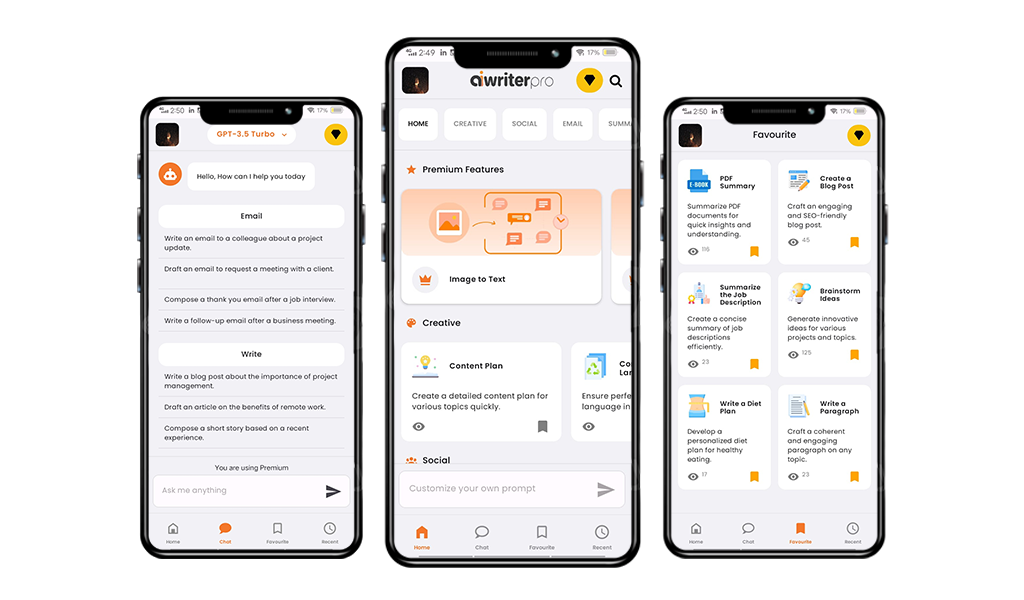 4G 2:50 in
17%
GPT-3.5 Turbo
Hello, How can I help you today
Email
Write an email to a colleague about a project
update.
Draft an email to request a meeting with a client.
Compose a thank you email after a job interview.
Write a follow-up email after a business meeting.
Write
Write a blog post about the importance of project
management.
Draft an article on the benefits of remote work.
Compose a short story based on a recent
experience.
You are using Premium
Ask me anything
Home
Chat
Favourite
Recent
4G 2:49 in
17%
aiwriterpro
HOME
CREATIVE
SOCIAL
EMAIL
SUMM
Premium Features
Image to Text
Creative
Content Plan
Create a detailed content plan for
various topics quickly.
Co
Lan
Ensure perfe
language in
Social
Customize your own prompt
Home
Chat
Favourite
Recent
4G 2:50 in
17%
Favourite
E-BOOK
PDF
Summary
Summarize PDF
documents for
quick insights and
understanding.
116
Create a
Blog Post
Craft an engaging
and SEO-friendly
blog post.
45
Summarize
the Job
Description
Create a concise
summary of job
descriptions
efficiently.
23
Brainstorm
Ideas
Generate innovative
ideas for various
projects and topics.
125
Write a Diet
Plan
Develop a
personalized diet
plan for healthy
eating.
17
Write a
Paragraph
Craft a coherent
and engaging
paragraph on any
topic.
23
Home
Chat
Favourite
Recent